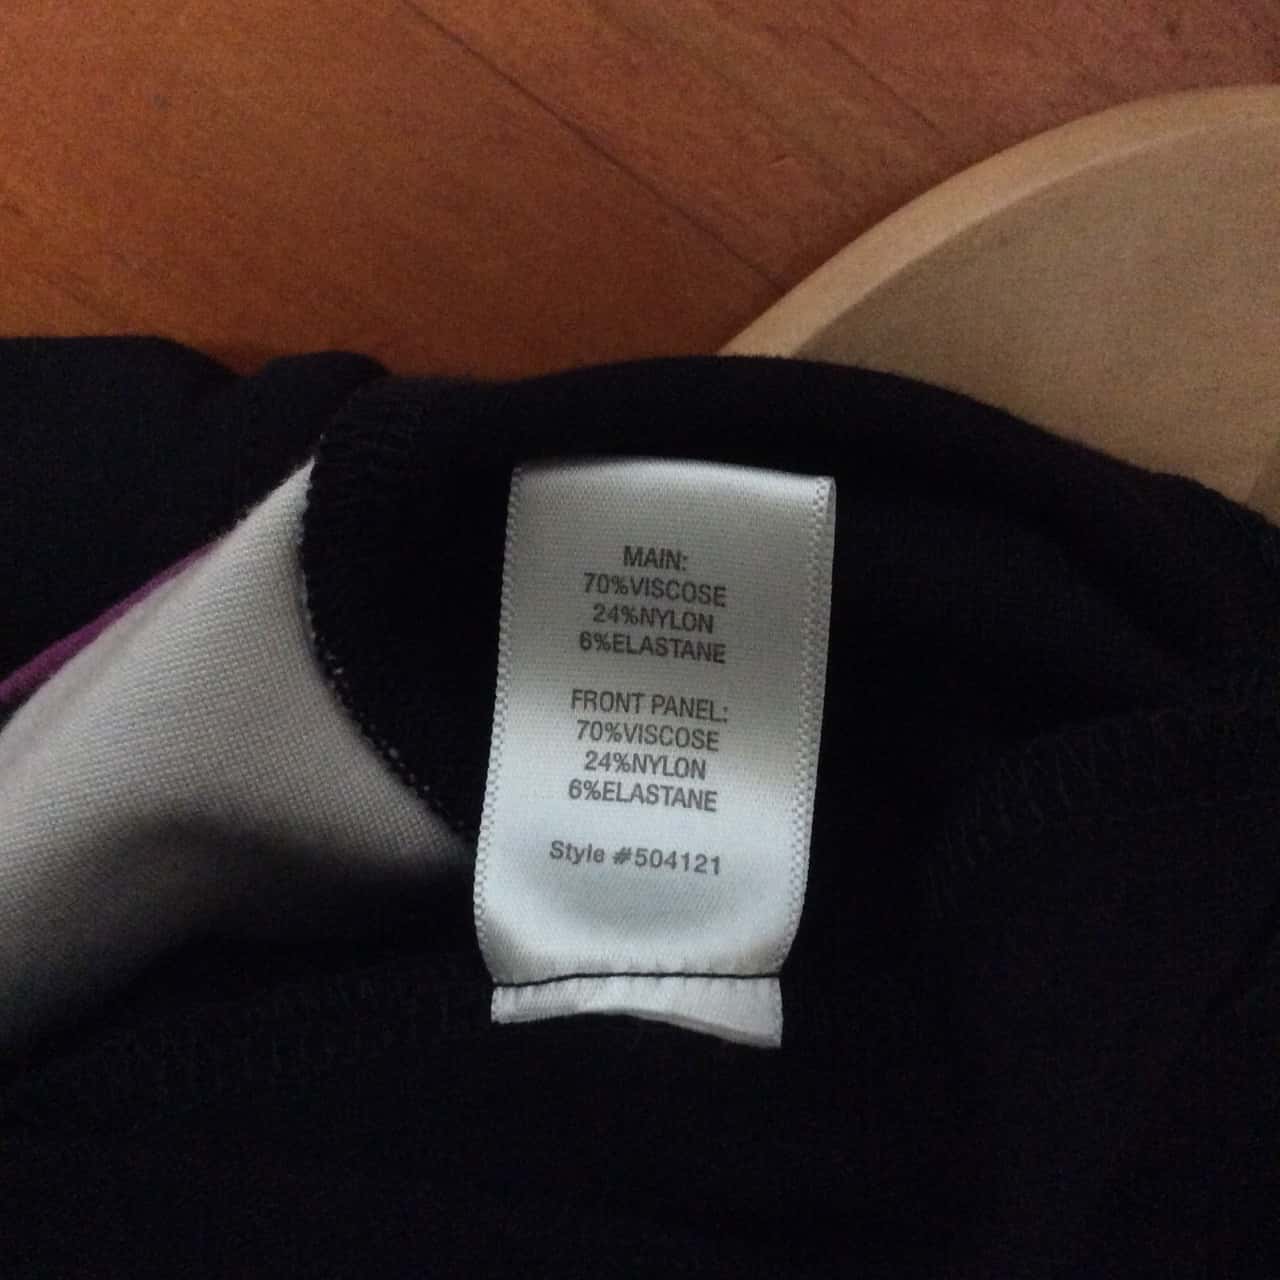 MAIN:
70%VISCOSE
24%NYLON
6%ELASTANE
FRONT PANEL:
70%VISCOSE
24%NYLON
6%ELASTANE
Style #504121